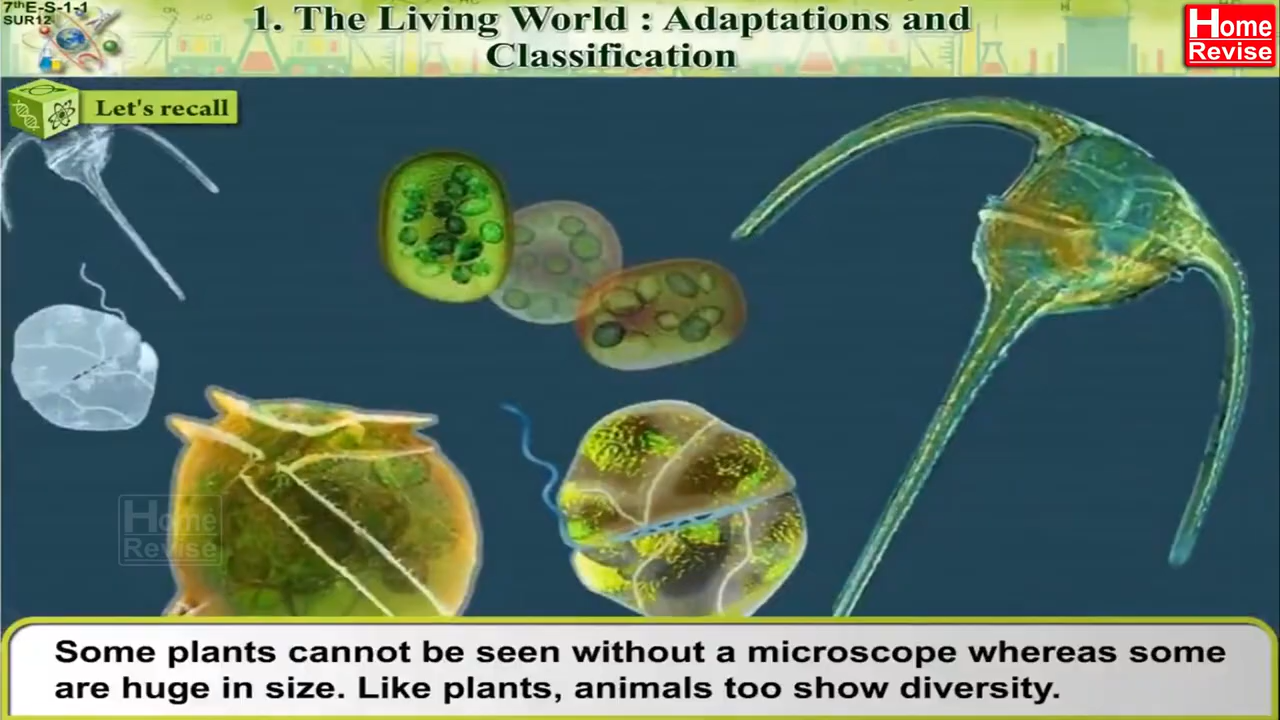 7thE-S-1-1
SUR12
1. The Living World : Adaptations and
Classification
Home
Revise
Let's recall
Home
Revise
Some plants cannot be seen without a microscope whereas some
are huge in size. Like plants, animals too show diversity.